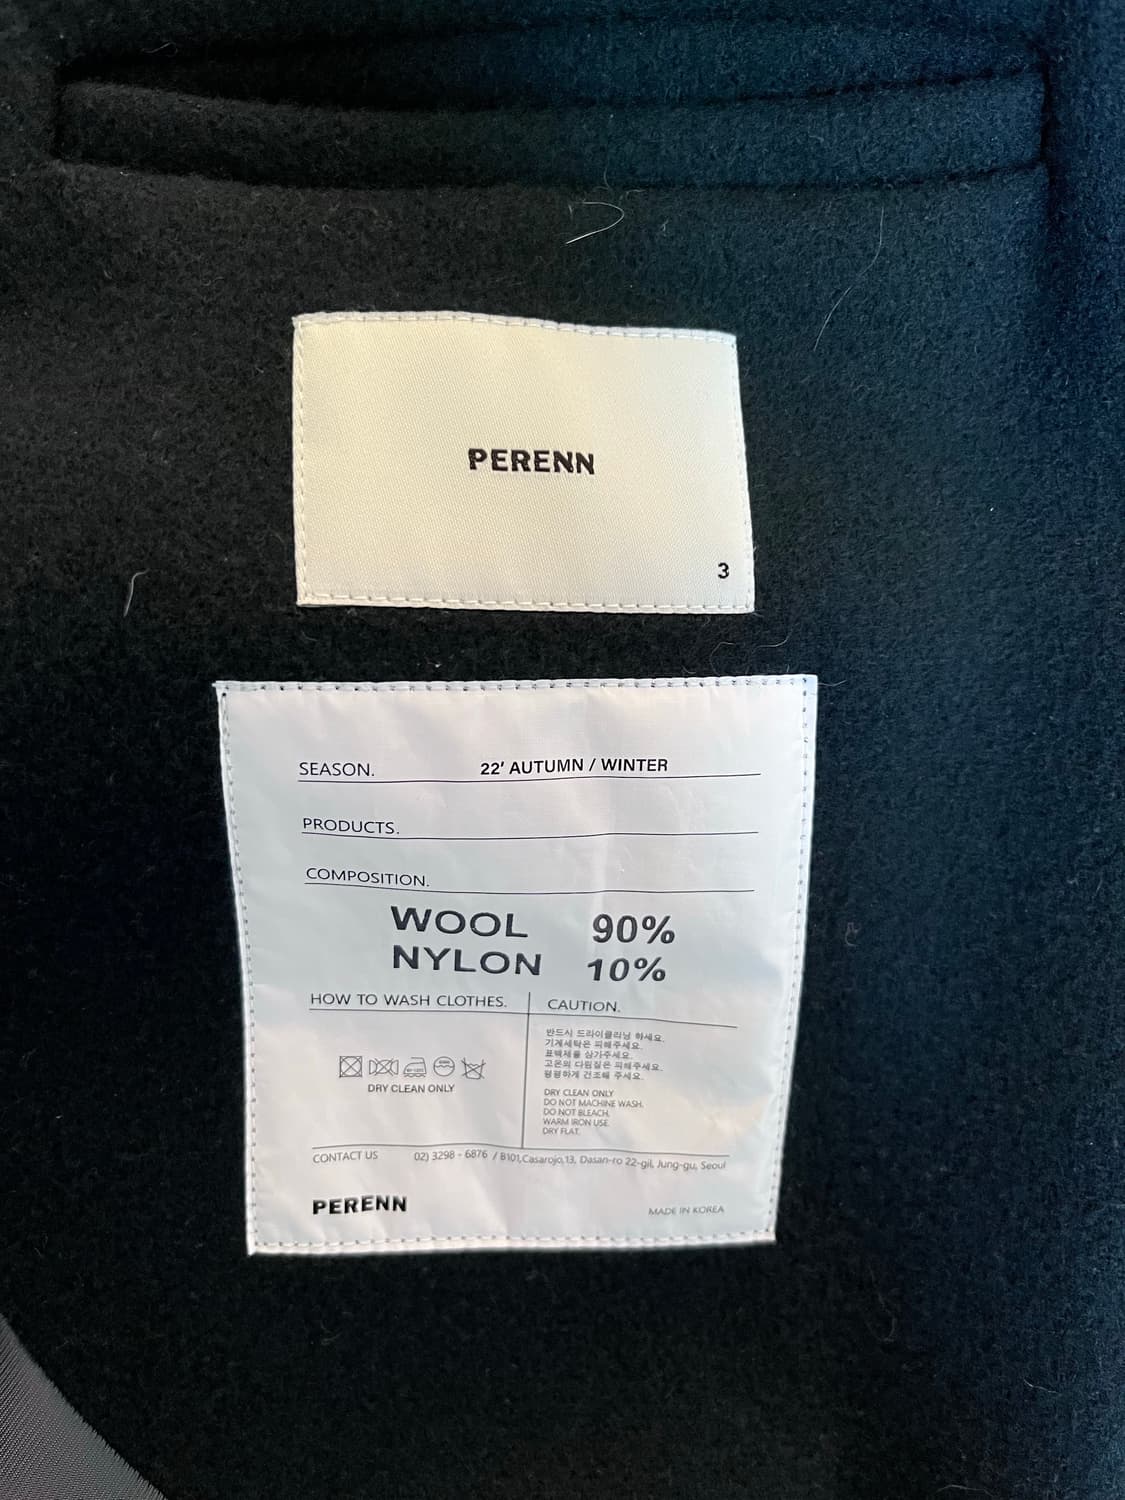 PERENN
3
SEASON. 22' AUTUMN / WINTER
PRODUCTS.
COMPOSITION.
WOOL 90%
NYLON 10%
HOW TO WASH CLOTHES.
DRY CLEAN ONLY
CAUTION.
반드시 드라이클리닝 하세요.
기계세탁은 피해주세요.
표백제를 삼가주세요.
고온의 다림질은 피해주세요.
평평하게 건조해 주세요.
DRY CLEAN ONLY
DO NOT MACHINE WASH.
DO NOT BLEACH.
WARM IRON USE.
DRY FLAT.
CONTACT US 02) 3298 - 6876 / B101,Casarojo,13, Dasan-ro 22-gil, Jung-gu, Seoul
PERENN
MADE IN KOREA